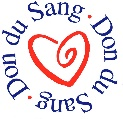 Don du Sang · Don du Sang ·